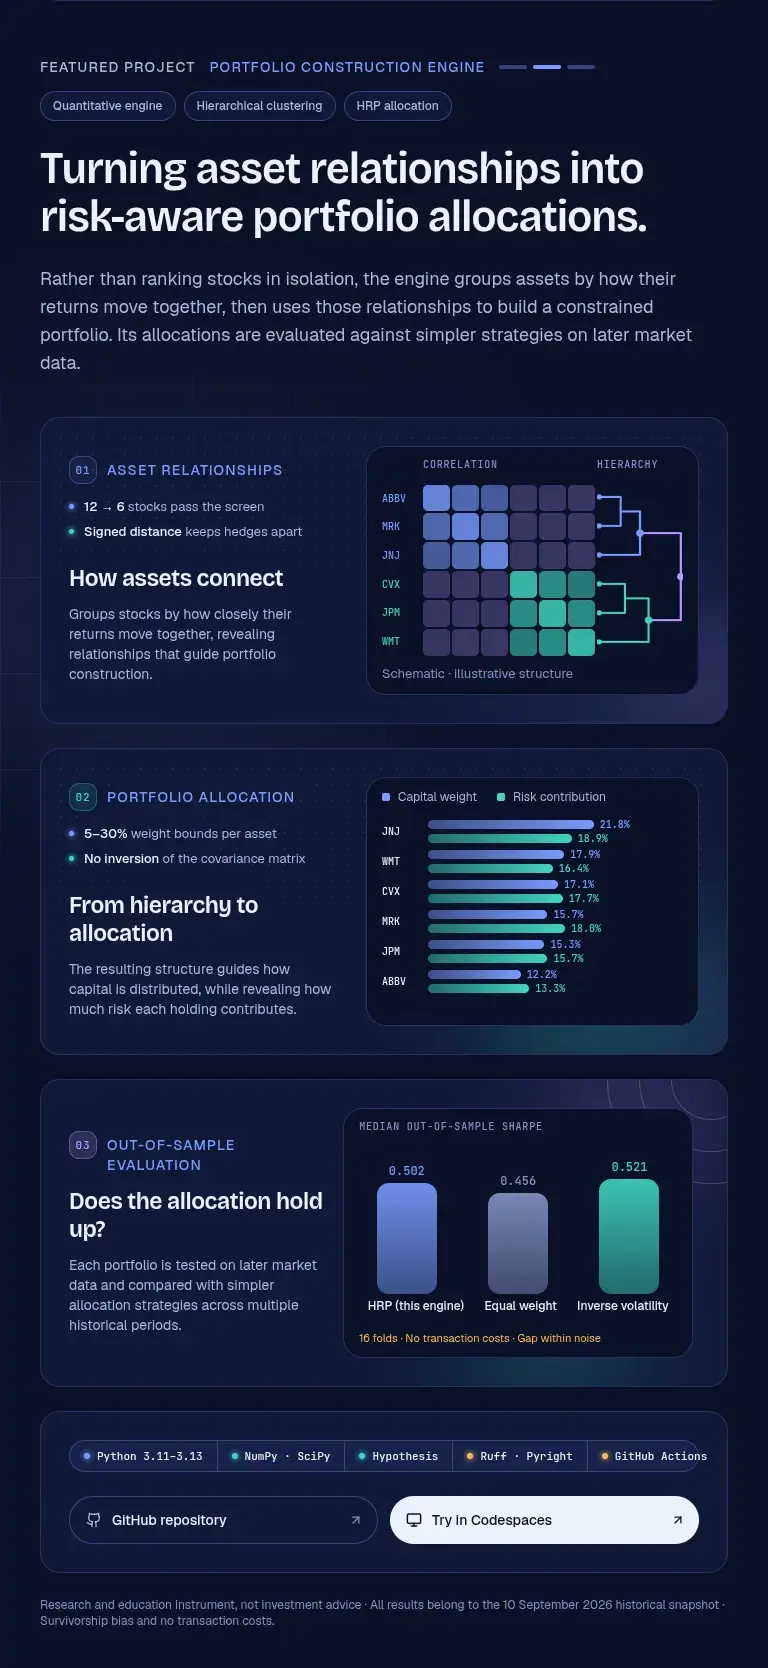 FEATURED PROJECT PORTFOLIO CONSTRUCTION ENGINE
Quantitative engine Hierarchical clustering HRP allocation
Turning asset relationships into
risk-aware portfolio allocations.
Rather than ranking stocks in isolation, the engine groups assets by how their
returns move together, then uses those relationships to build a constrained
portfolio. Its allocations are evaluated against simpler strategies on later market
data.
01 ASSET RELATIONSHIPS
12 → 6 stocks pass the screen
Signed distance keeps hedges apart
How assets connect
Groups stocks by how closely their
returns move together, revealing
relationships that guide portfolio
construction.
CORRELATION HIERARCHY
ABBV
MRK
JNJ
CVX
JPM
WMT
Schematic · illustrative structure
02 PORTFOLIO ALLOCATION
5–30% weight bounds per asset
No inversion of the covariance matrix
From hierarchy to
allocation
The resulting structure guides how
capital is distributed, while revealing how
much risk each holding contributes.
Capital weight Risk contribution
JNJ 21.8%
18.9%
WMT 17.9%
16.4%
CVX 17.1%
17.7%
MRK 15.7%
18.0%
JPM 15.3%
15.7%
ABBV 12.2%
13.3%
03 OUT-OF-SAMPLE
EVALUATION
Does the allocation hold
up?
Each portfolio is tested on later market
data and compared with simpler
allocation strategies across multiple
historical periods.
MEDIAN OUT-OF-SAMPLE SHARPE
0.502 0.456 0.521
HRP (this engine) Equal weight Inverse volatility
16 folds · No transaction costs · Gap within noise
Python 3.11–3.13 NumPy · SciPy Hypothesis Ruff · Pyright GitHub Actions
GitHub repository Try in Codespaces
Research and education instrument, not investment advice · All results belong to the 10 September 2026 historical snapshot ·
Survivorship bias and no transaction costs.